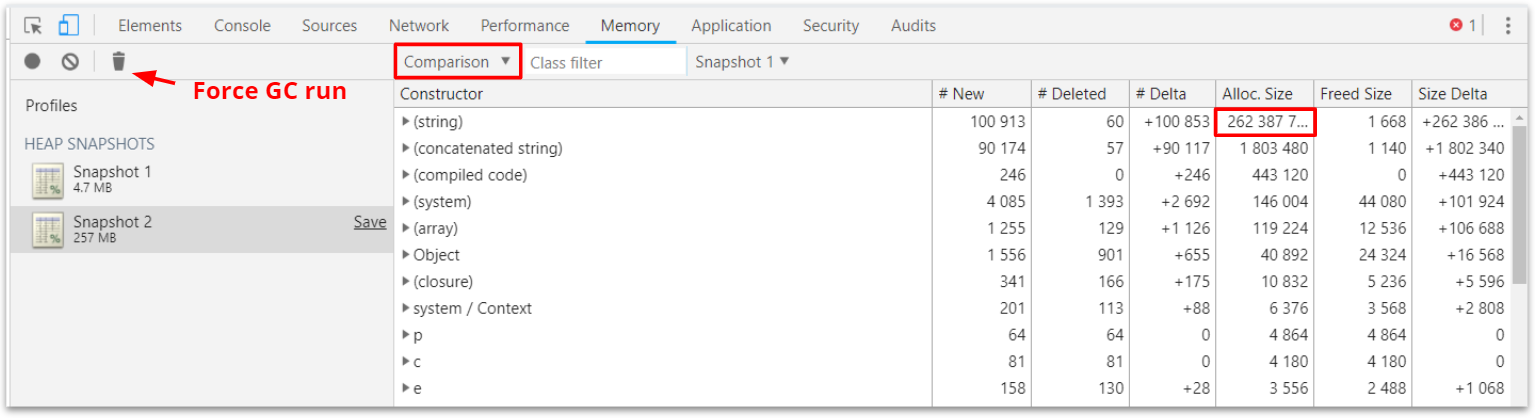 Elements Console Sources Network Performance Memory Application Security Audits 1
Comparison ▼ Class filter Snapshot 1 ▼
Force GC run
Profiles
HEAP SNAPSHOTS
Snapshot 1
4.7 MB
Snapshot 2 Save
257 MB
Constructor # New # Deleted # Delta Alloc. Size Freed Size Size Delta
(string) 100 913 60 +100 853 262 387 7... 1 668 +262 386 ...
(concatenated string) 90 174 57 +90 117 1 803 480 1 140 +1 802 340
(compiled code) 246 0 +246 443 120 0 +443 120
(system) 4 085 1 393 +2 692 146 004 44 080 +101 924
(array) 1 255 129 +1 126 119 224 12 536 +106 688
Object 1 556 901 +655 40 892 24 324 +16 568
(closure) 341 166 +175 10 832 5 236 +5 596
system / Context 201 113 +88 6 376 3 568 +2 808
p 64 64 0 4 864 4 864 0
c 81 81 0 4 180 4 180 0
e 158 130 +28 3 556 2 488 +1 068